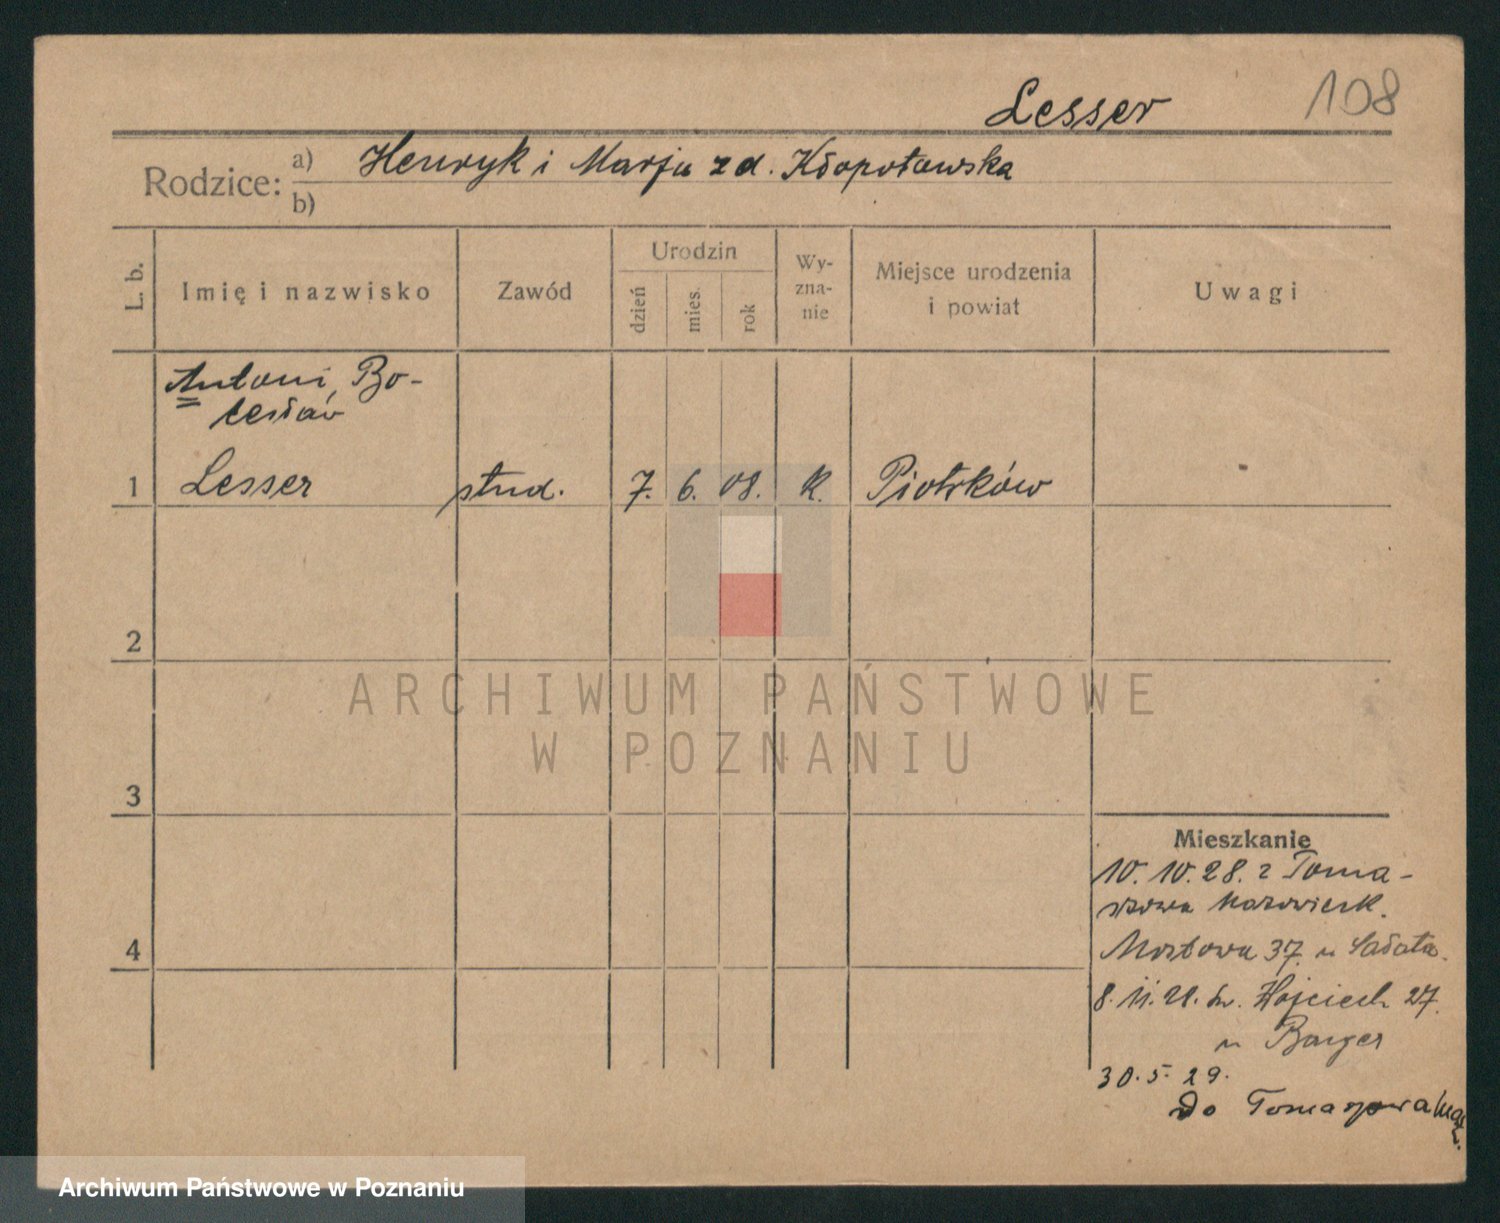 Lesser
108
Rodzice: a) Henryk i Marja z d. Kłopotowska
b)
L. b.
Imię i nazwisko
Zawód
Urodzin
dzień
mies.
rok
Wy-
zna-
nie
Miejsce urodzenia
i powiat
Uwagi
Antoni, Bo-
lesław
1 Lesser stud. 7. 6. 08. k. Piotrków
2
ARCHIWUM PAŃSTWOWE
W POZNANIU
3
Mieszkanie
10.10.28. z Toma-
szowa Mazowieck.
4
Mostowa 37. u Sałata.
8.11.28. św. Wojciech 27.
u Barger
30.5.29.
Do Tomaszowa Maz.
Archiwum Państwowe w Poznaniu